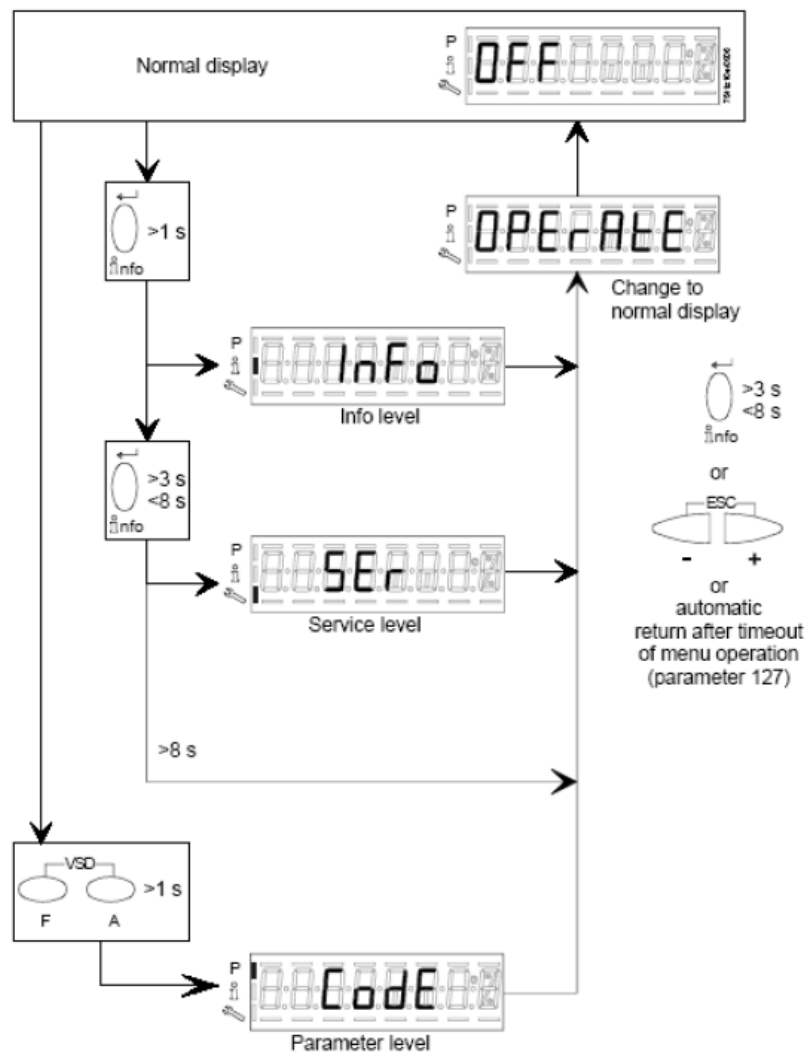 Normal display
P
i
OFF
>1 s
info
P
i
OPErAtE
Change to
normal display
P
i
InFo
Info level
>3 s
<8 s
info
>3 s
<8 s
info
or
ESC
- +
or
automatic
return after timeout
of menu operation
(parameter 127)
P
i
SEr
Service level
>8 s
VSD
>1 s
F A
P
i
CodE
Parameter level